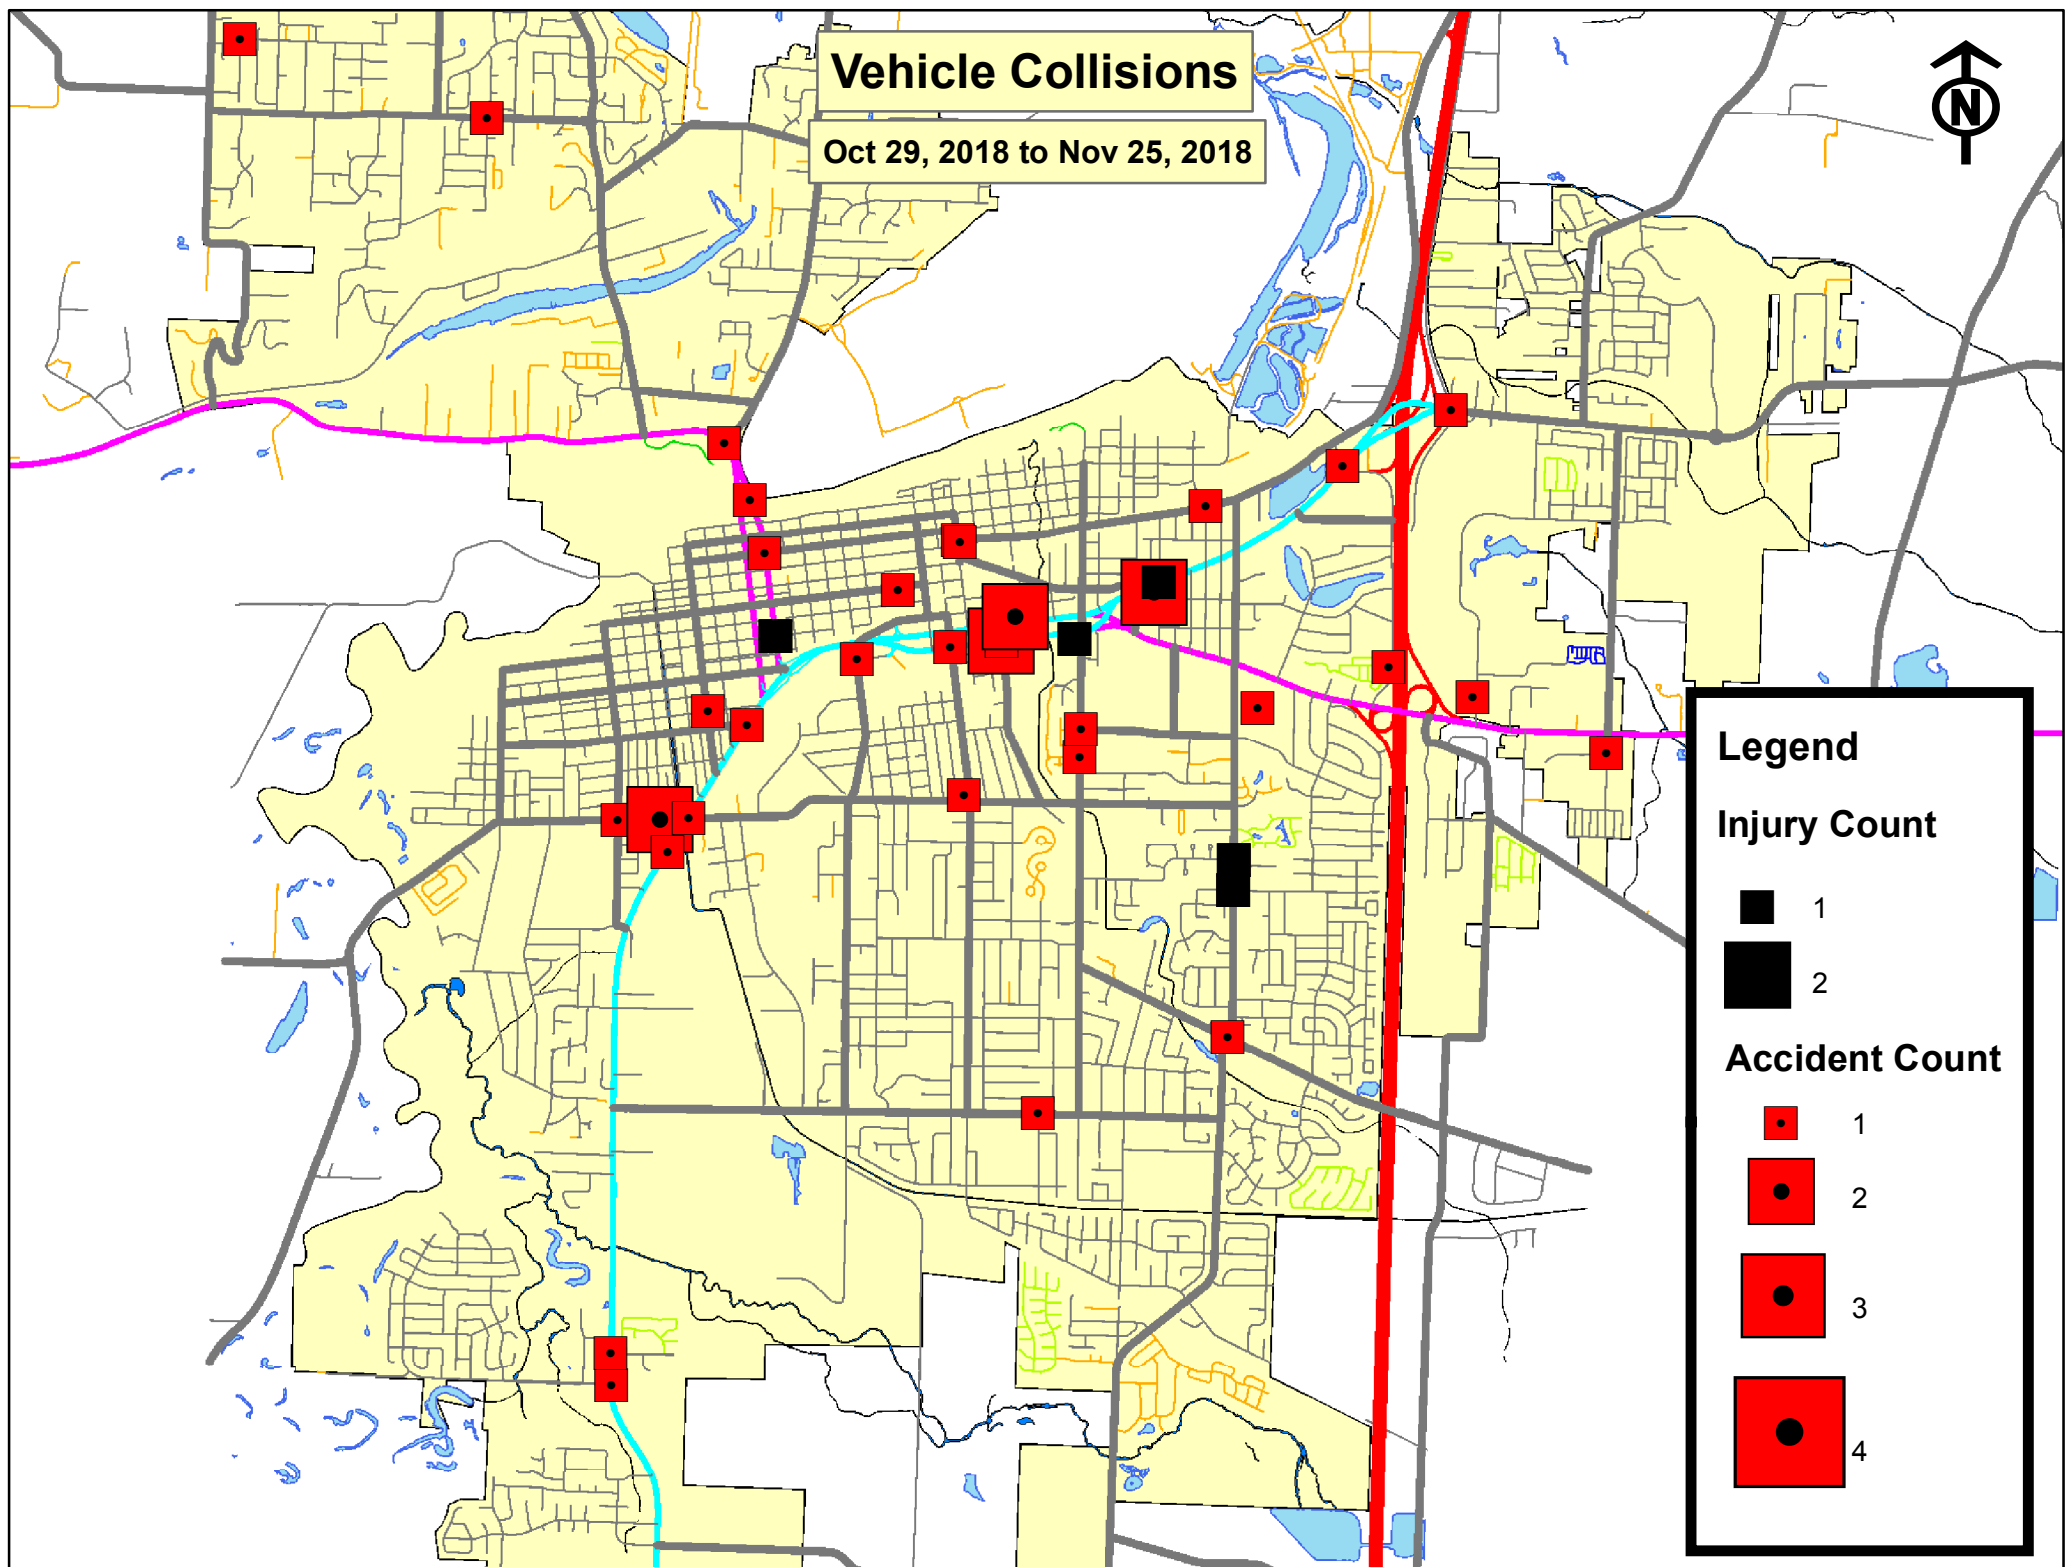 Vehicle Collisions
Oct 29, 2018 to Nov 25, 2018
N
Legend
Injury Count
1
2
Accident Count
1
2
3
4